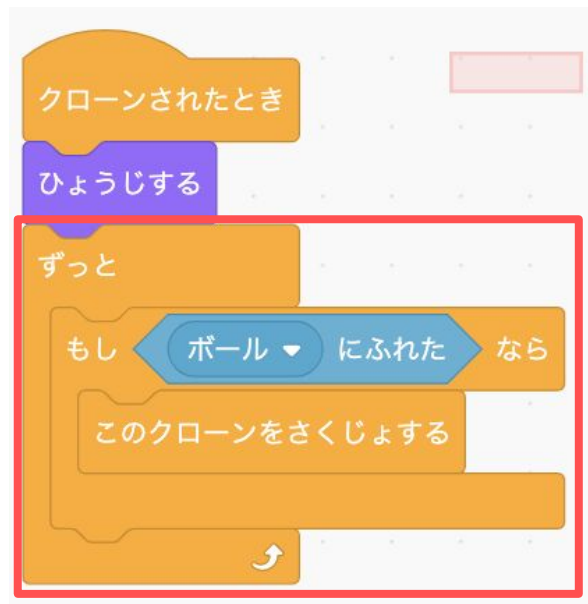 クローンされたとき
ひょうじする
ずっと
もし ボール にふれた なら
このクローンをさくじょする